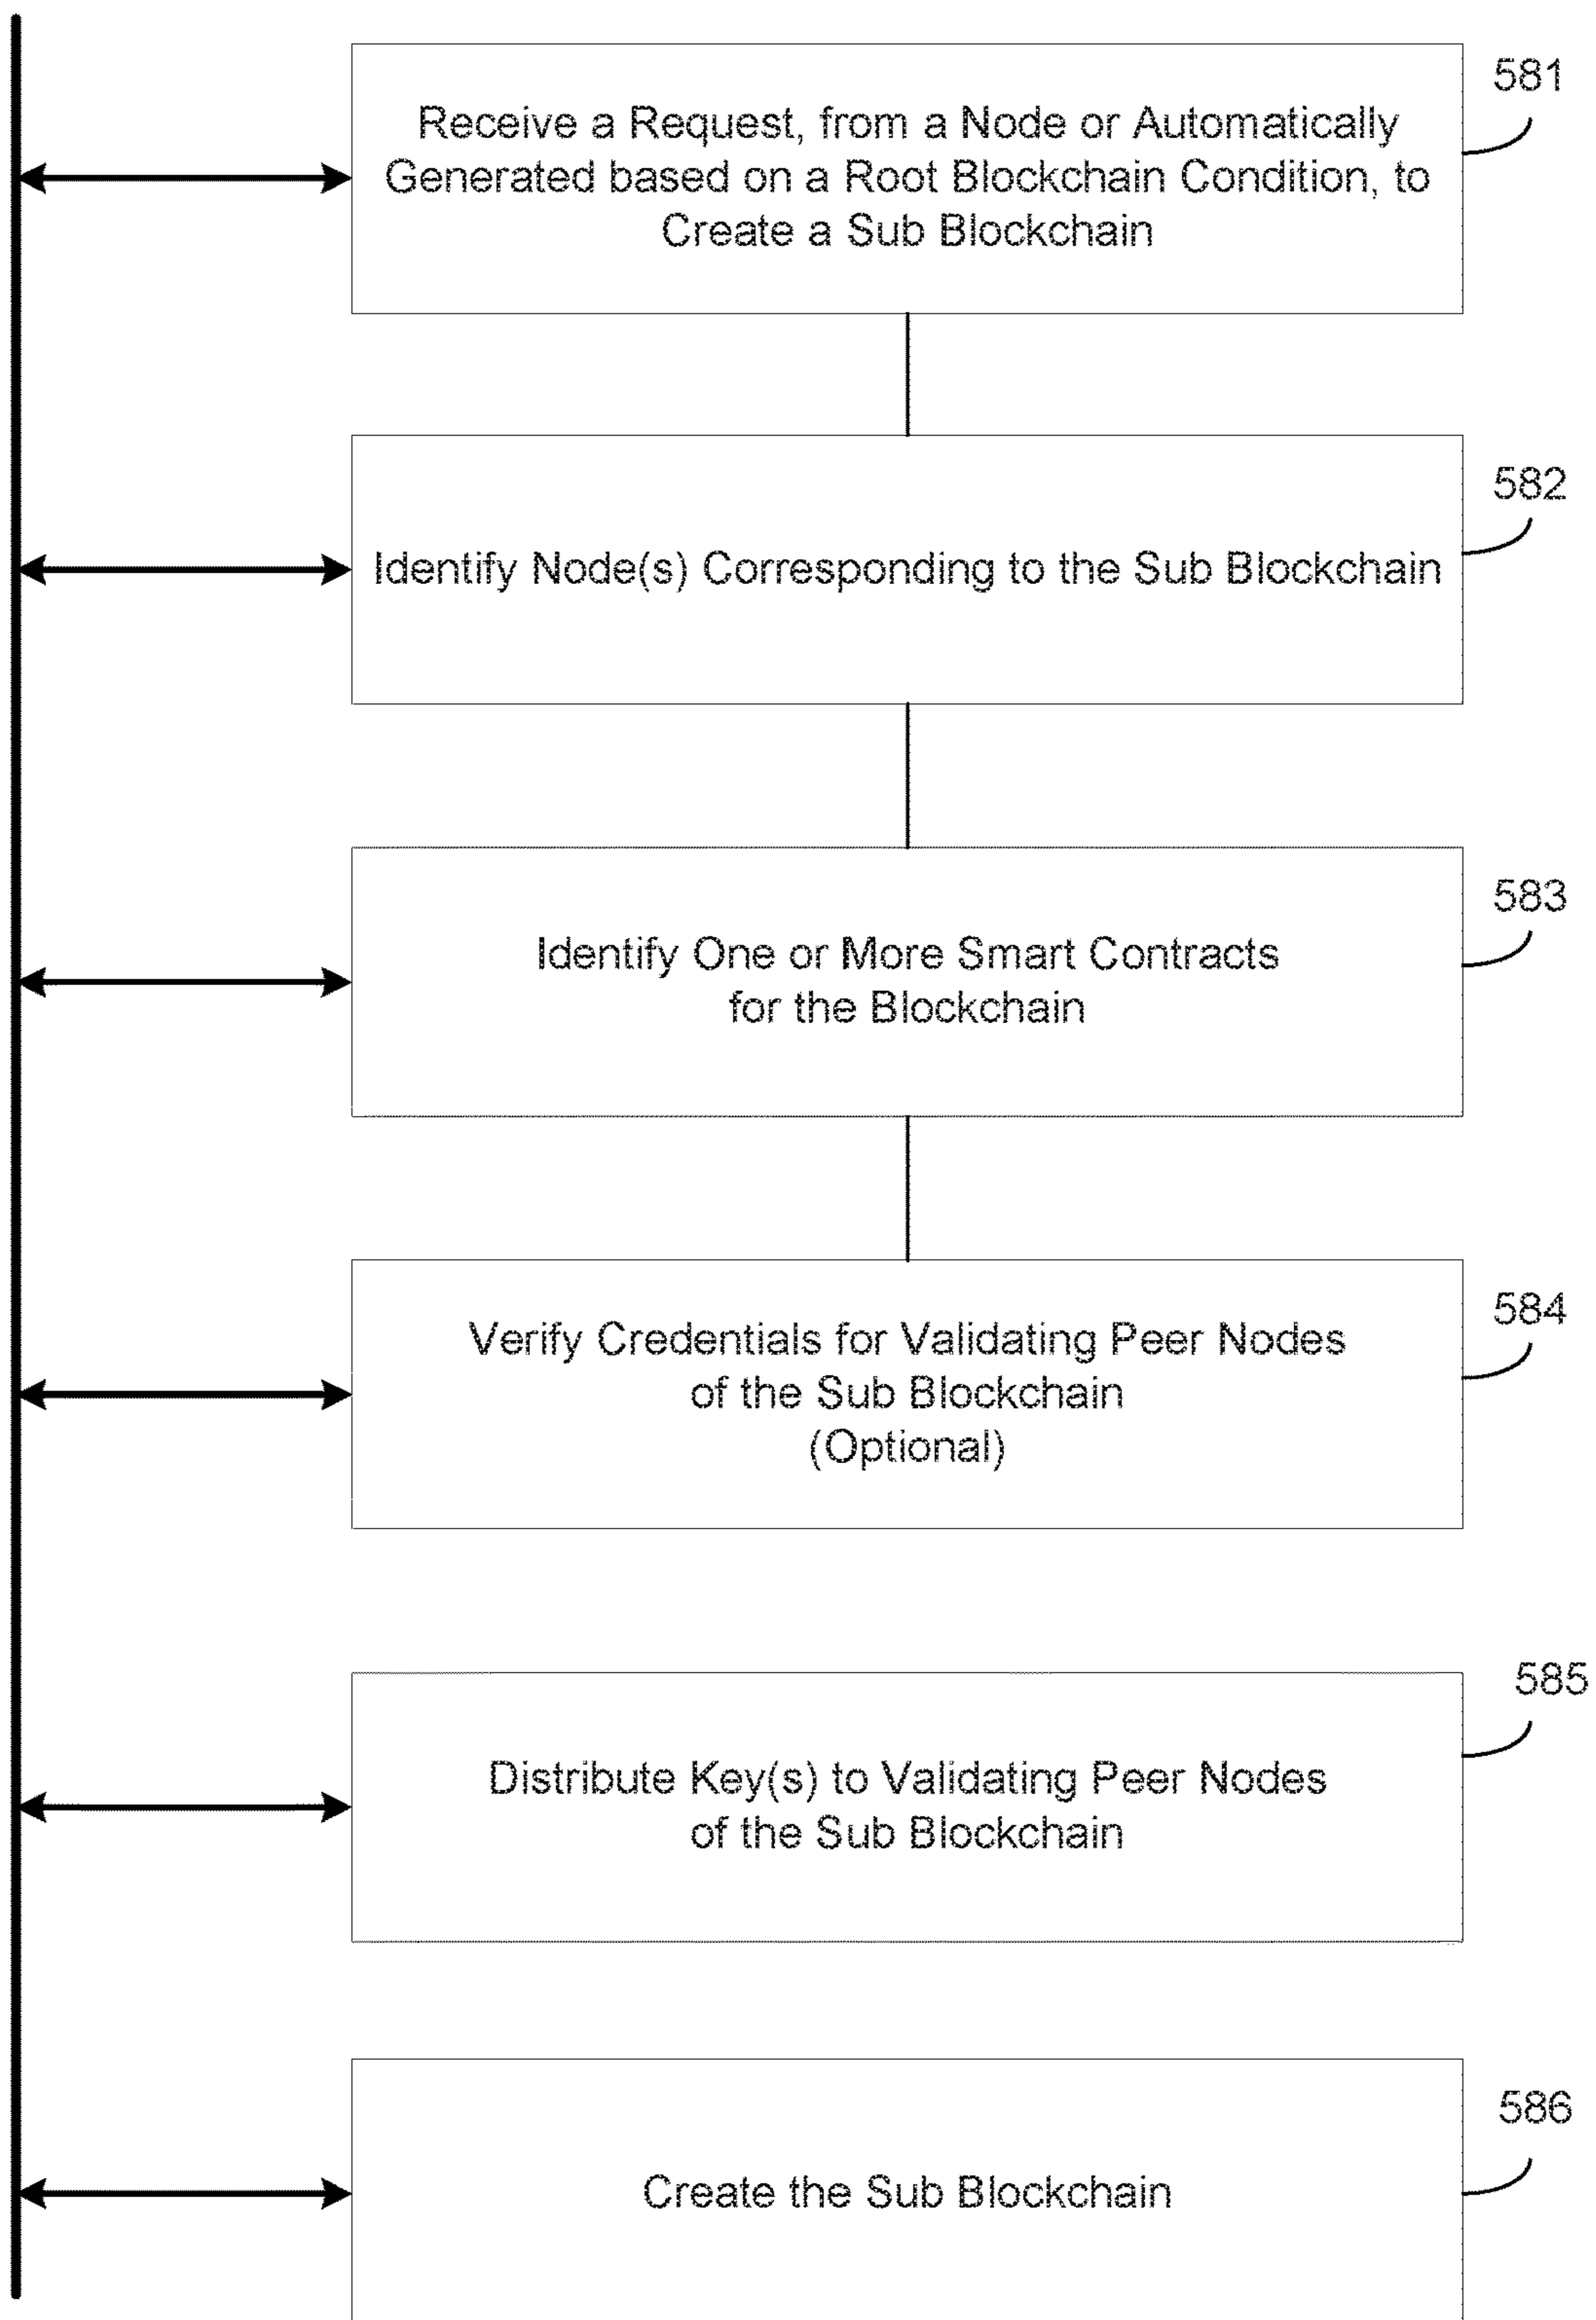 581
Receive a Request, from a Node or Automatically
Generated based on a Root Blockchain Condition, to
Create a Sub Blockchain
582
Identify Node(s) Corresponding to the Sub Blockchain
583
Identify One or More Smart Contracts
for the Blockchain
584
Verify Credentials for Validating Peer Nodes
of the Sub Blockchain
(Optional)
585
Distribute Key(s) to Validating Peer Nodes
of the Sub Blockchain
586
Create the Sub Blockchain